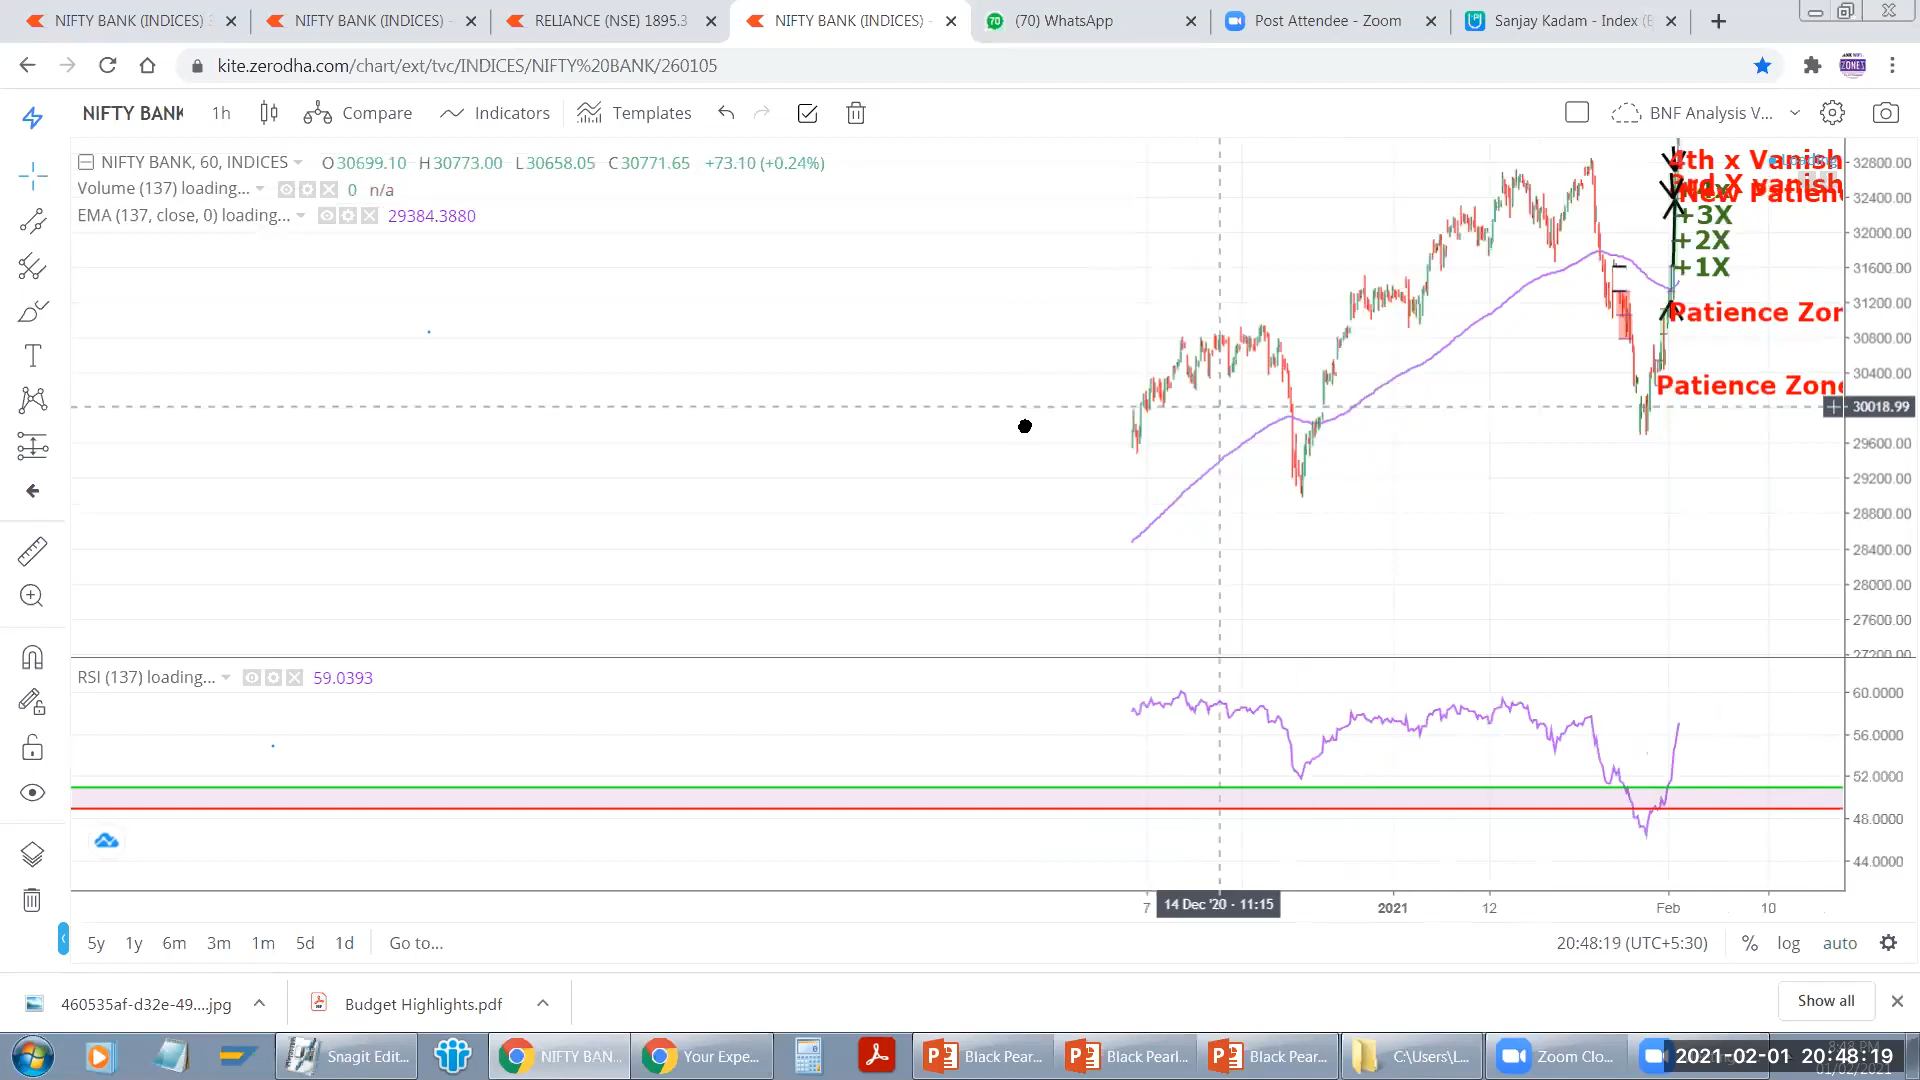 NIFTY BANK (INDICES)
NIFTY BANK (INDICES) -
RELIANCE (NSE) 1895.3
NIFTY BANK (INDICES) -
(70) WhatsApp
Post Attendee - Zoom
Sanjay Kadam - Index (B
kite.zerodha.com/chart/ext/tvc/INDICES/NIFTY%20BANK/260105
NIFTY BANK
1h
Compare
Indicators
Templates
BNF Analysis V...
NIFTY BANK, 60, INDICES
O30699.10 H30773.00 L30658.05 C30771.65 +73.10 (+0.24%)
Volume (137) loading...
0 n/a
EMA (137, close, 0) loading...
29384.3880
4th x Vanish
3rd X vanish
New Patien
+3X
+2X
+1X
Patience Zon
Patience Zone
32800.00
32400.00
32000.00
31600.00
31200.00
30800.00
30400.00
30018.99
29600.00
29200.00
28800.00
28400.00
28000.00
27600.00
27200.00
RSI (137) loading...
59.0393
60.0000
56.0000
52.0000
48.0000
44.0000
7
14 Dec '20 - 11:15
2021
12
Feb
10
5y 1y 6m 3m 1m 5d 1d Go to...
20:48:19 (UTC+5:30) % log auto
460535af-d32e-49....jpg
Budget Highlights.pdf
Show all
Snagit Edit...
NIFTY BAN...
Your Expe...
Black Pear...
Black Pearl...
Black Pear...
C:\Users\L...
Zoom Clo...
2021-02-01 20:48:19
01/02/2021